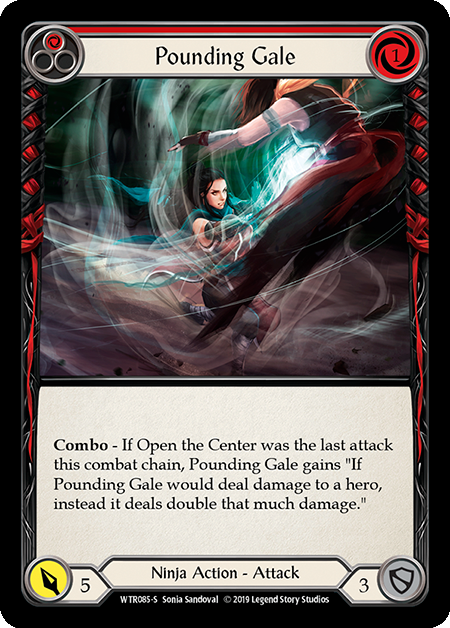 Pounding Gale
1
Combo - If Open the Center was the last attack
this combat chain, Pounding Gale gains "If
Pounding Gale would deal damage to a hero,
instead it deals double that much damage."
5
Ninja Action - Attack
3
WTR085-S Sonia Sandoval © 2019 Legend Story Studios